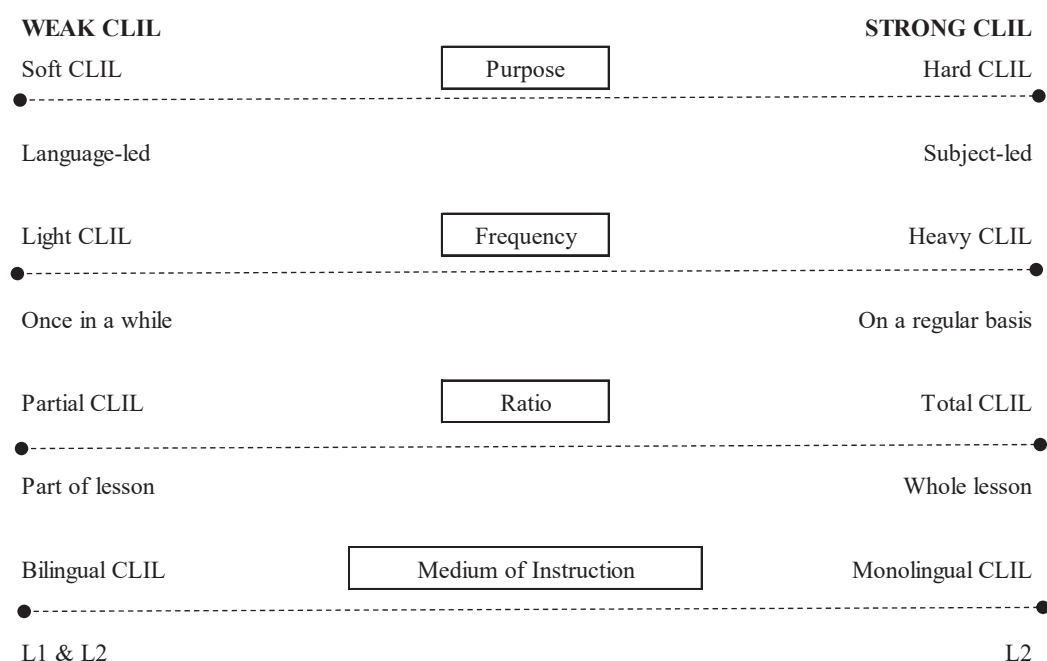 WEAK CLIL STRONG CLIL
Soft CLIL Purpose Hard CLIL
Language-led Subject-led
Light CLIL Frequency Heavy CLIL
Once in a while On a regular basis
Partial CLIL Ratio Total CLIL
Part of lesson Whole lesson
Bilingual CLIL Medium of Instruction Monolingual CLIL
L1 & L2 L2